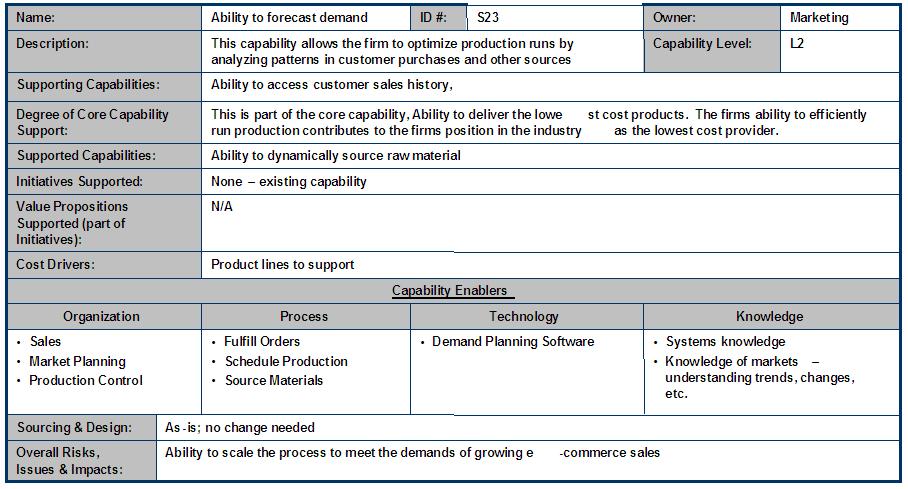 Name: Ability to forecast demand ID #: S23 Owner: Marketing
Description: This capability allows the firm to optimize production runs by Capability Level: L2
analyzing patterns in customer purchases and other sources
Supporting Capabilities: Ability to access customer sales history,
Degree of Core Capability This is part of the core capability, Ability to deliver the lowe st cost products. The firms ability to efficiently
Support: run production contributes to the firms position in the industry as the lowest cost provider.
Supported Capabilities: Ability to dynamically source raw material
Initiatives Supported: None – existing capability
Value Propositions N/A
Supported (part of
Initiatives):
Cost Drivers: Product lines to support
Capability Enablers
Organization Process Technology Knowledge
• Sales • Fulfill Orders • Demand Planning Software • Systems knowledge
• Market Planning • Schedule Production • Knowledge of markets –
• Production Control • Source Materials understanding trends, changes,
etc.
Sourcing & Design: As -is; no change needed
Overall Risks, Ability to scale the process to meet the demands of growing e -commerce sales
Issues & Impacts: